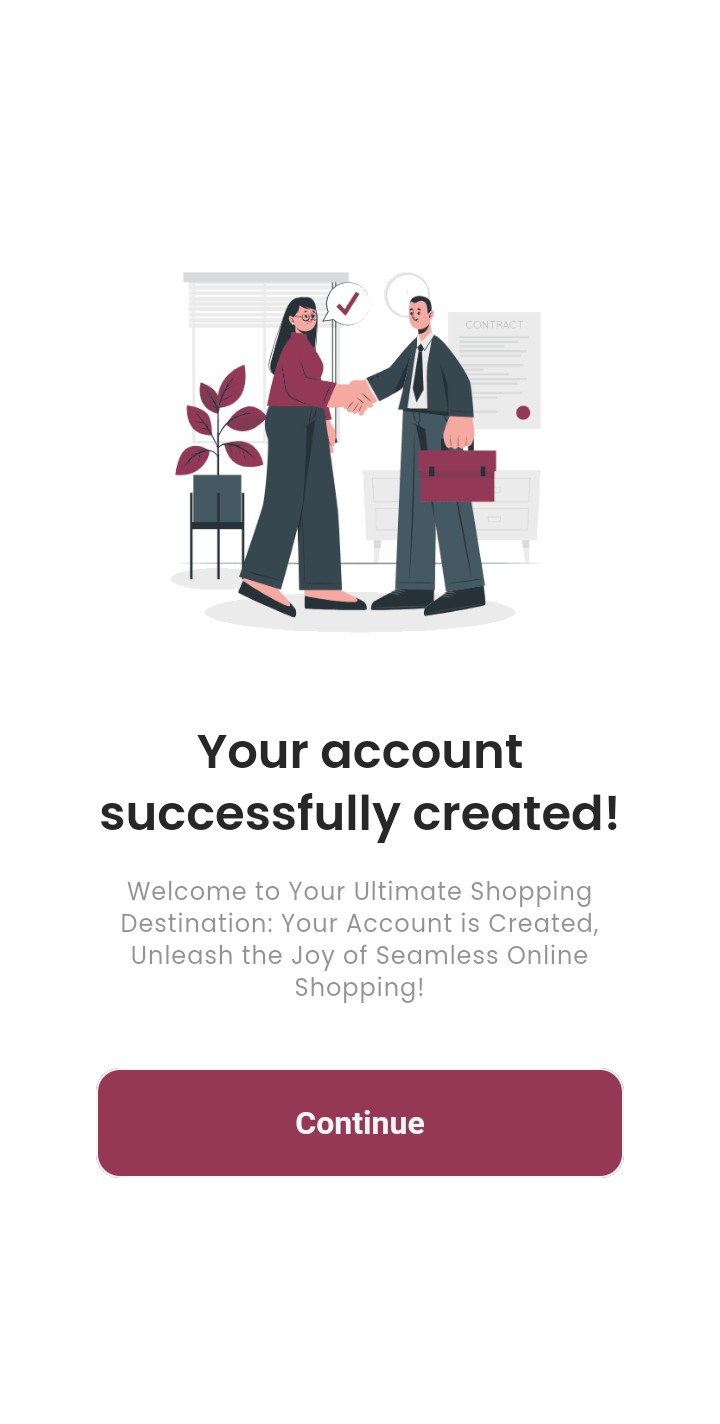 CONTRACT
Your account
successfully created!
Welcome to Your Ultimate Shopping
Destination: Your Account is Created,
Unleash the Joy of Seamless Online
Shopping!
Continue